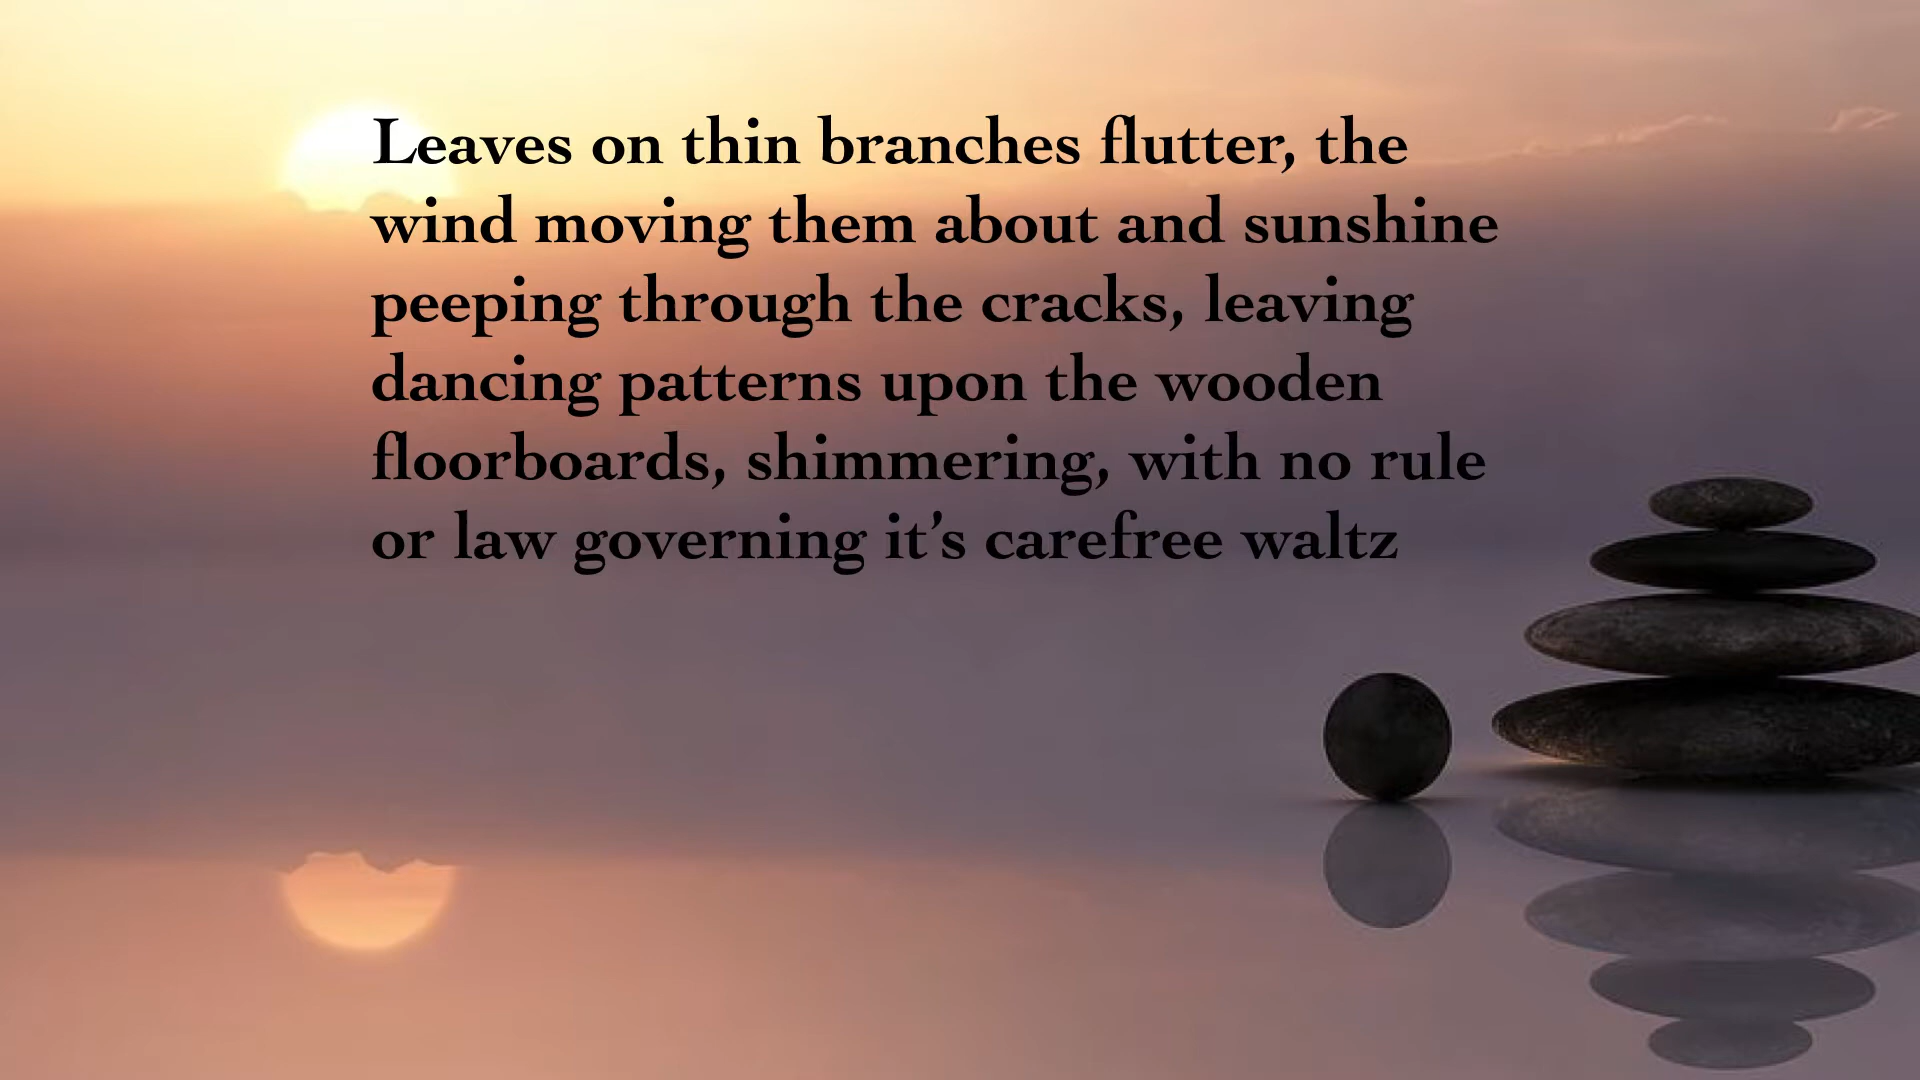 Leaves on thin branches flutter, the
wind moving them about and sunshine
peeping through the cracks, leaving
dancing patterns upon the wooden
floorboards, shimmering, with no rule
or law governing it’s carefree waltz